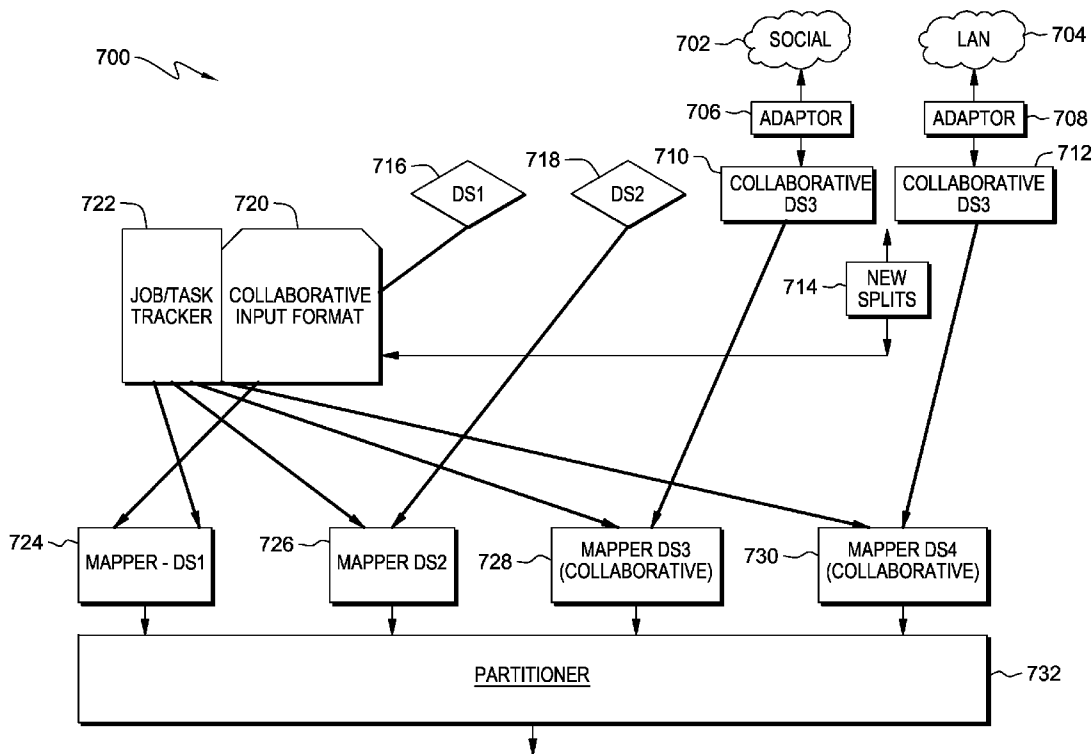 700
702
SOCIAL
LAN
704
706
ADAPTOR
ADAPTOR
708
710
COLLABORATIVE
DS3
712
COLLABORATIVE
DS3
716
DS1
718
DS2
714
NEW
SPLITS
722
720
JOB/TASK
TRACKER
COLLABORATIVE
INPUT FORMAT
724
MAPPER - DS1
726
MAPPER DS2
728
MAPPER DS3
(COLLABORATIVE)
730
MAPPER DS4
(COLLABORATIVE)
PARTITIONER
732